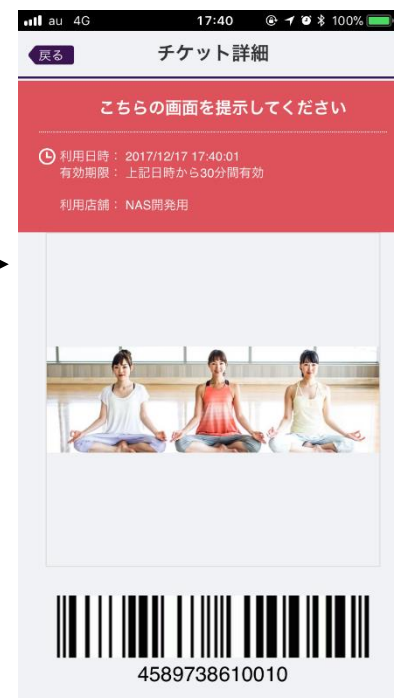 au 4G 17:40 100%
戻る チケット詳細
こちらの画面を提示してください
利用日時： 2017/12/17 17:40:01
有効期限： 上記日時から30分間有効
利用店舗： NAS開発用
4589738610010